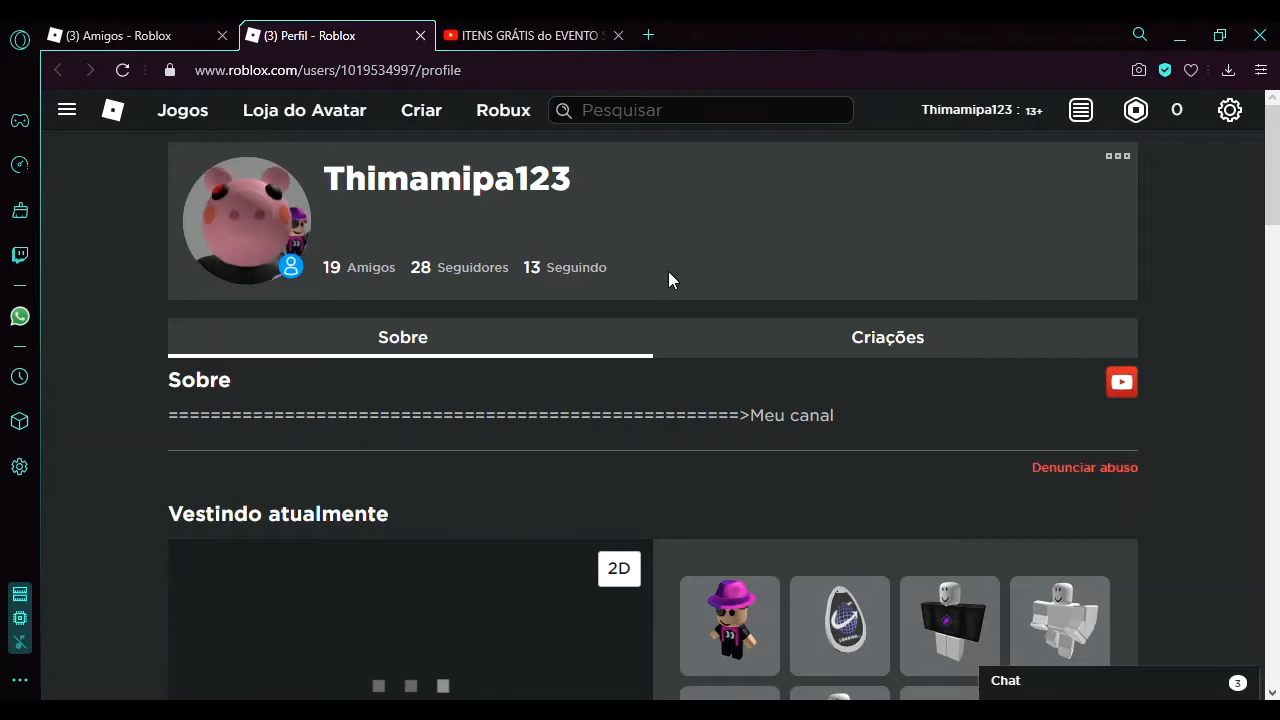 (3) Amigos - Roblox
(3) Perfil - Roblox
ITENS GRÁTIS do EVENTO
www.roblox.com/users/1019534997/profile
Jogos
Loja do Avatar
Criar
Robux
Pesquisar
Thimamipa123 : 13+
0
Thimamipa123
19 Amigos
28 Seguidores
13 Seguindo
Sobre
Criações
Sobre
======================================================>Meu canal
Denunciar abuso
Vestindo atualmente
2D
Chat
3